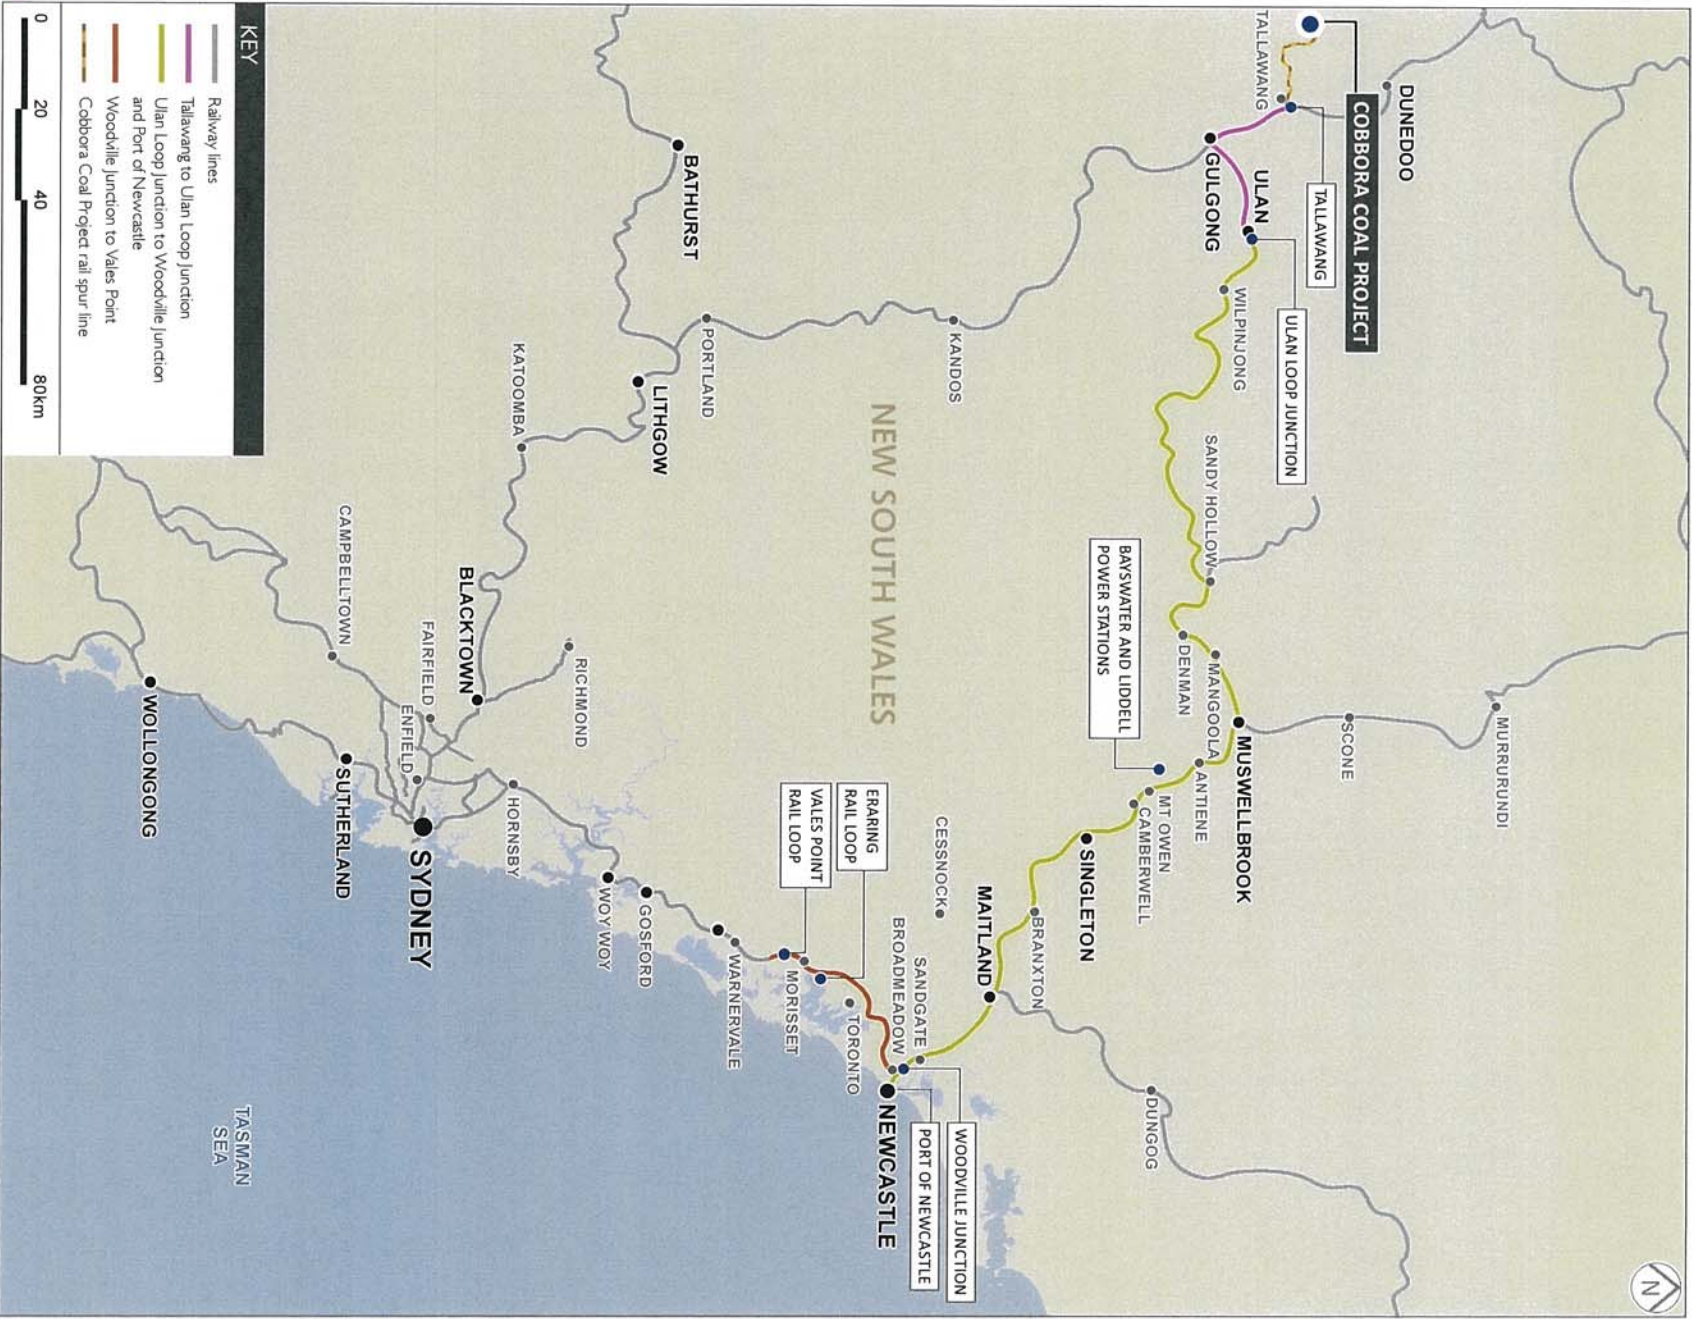 DUNEDOO
COBBORA COAL PROJECT
TALLAWANG
TALLAWANG
GULGONG
ULAN
ULAN LOOP JUNCTION
WILPINJONG
SANDY HOLLOW
DENMAN
MANGOOLA
MUSWELLBROOK
MURRURUNDI
SCONE
ANTIENE
BAYSWATER AND LIDDELL
POWER STATIONS
MT OWEN
CAMBERWELL
SINGLETON
BRANXTON
MAITLAND
DUNGOG
NEW SOUTH WALES
KANDOS
BATHURST
PORTLAND
LITHGOW
KATOOMBA
CESSNOCK
SANDGATE
BROADMEADOW
WOODVILLE JUNCTION
PORT OF NEWCASTLE
NEWCASTLE
ERARING
RAIL LOOP
VALES POINT
RAIL LOOP
TORONTO
MORISSET
WARNERVALE
GOSFORD
WOY WOY
RICHMOND
HORNSBY
BLACKTOWN
FAIRFIELD
ENFIELD
SYDNEY
CAMPBELLTOWN
SUTHERLAND
WOLLONGONG
TASMAN
SEA
N
KEY
Railway lines
Tallawang to Ulan Loop Junction
Ulan Loop Junction to Woodville Junction
and Port of Newcastle
Woodville Junction to Vales Point
Cobbora Coal Project rail spur line
0 20 40 80km